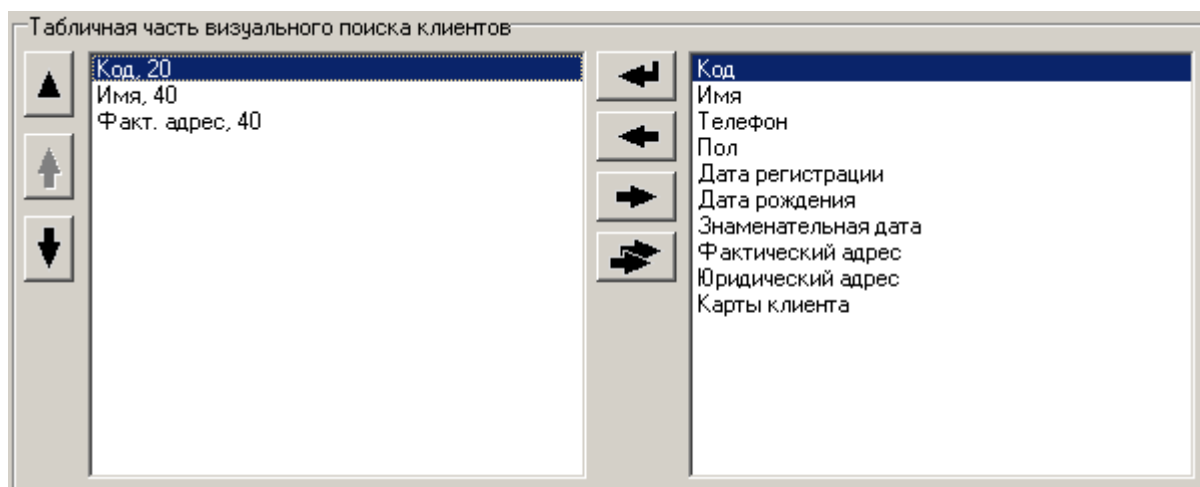 Табличная часть визуального поиска клиентов
Код, 20
Имя, 40
Факт. адрес, 40
Код
Имя
Телефон
Пол
Дата регистрации
Дата рождения
Знаменательная дата
Фактический адрес
Юридический адрес
Карты клиента